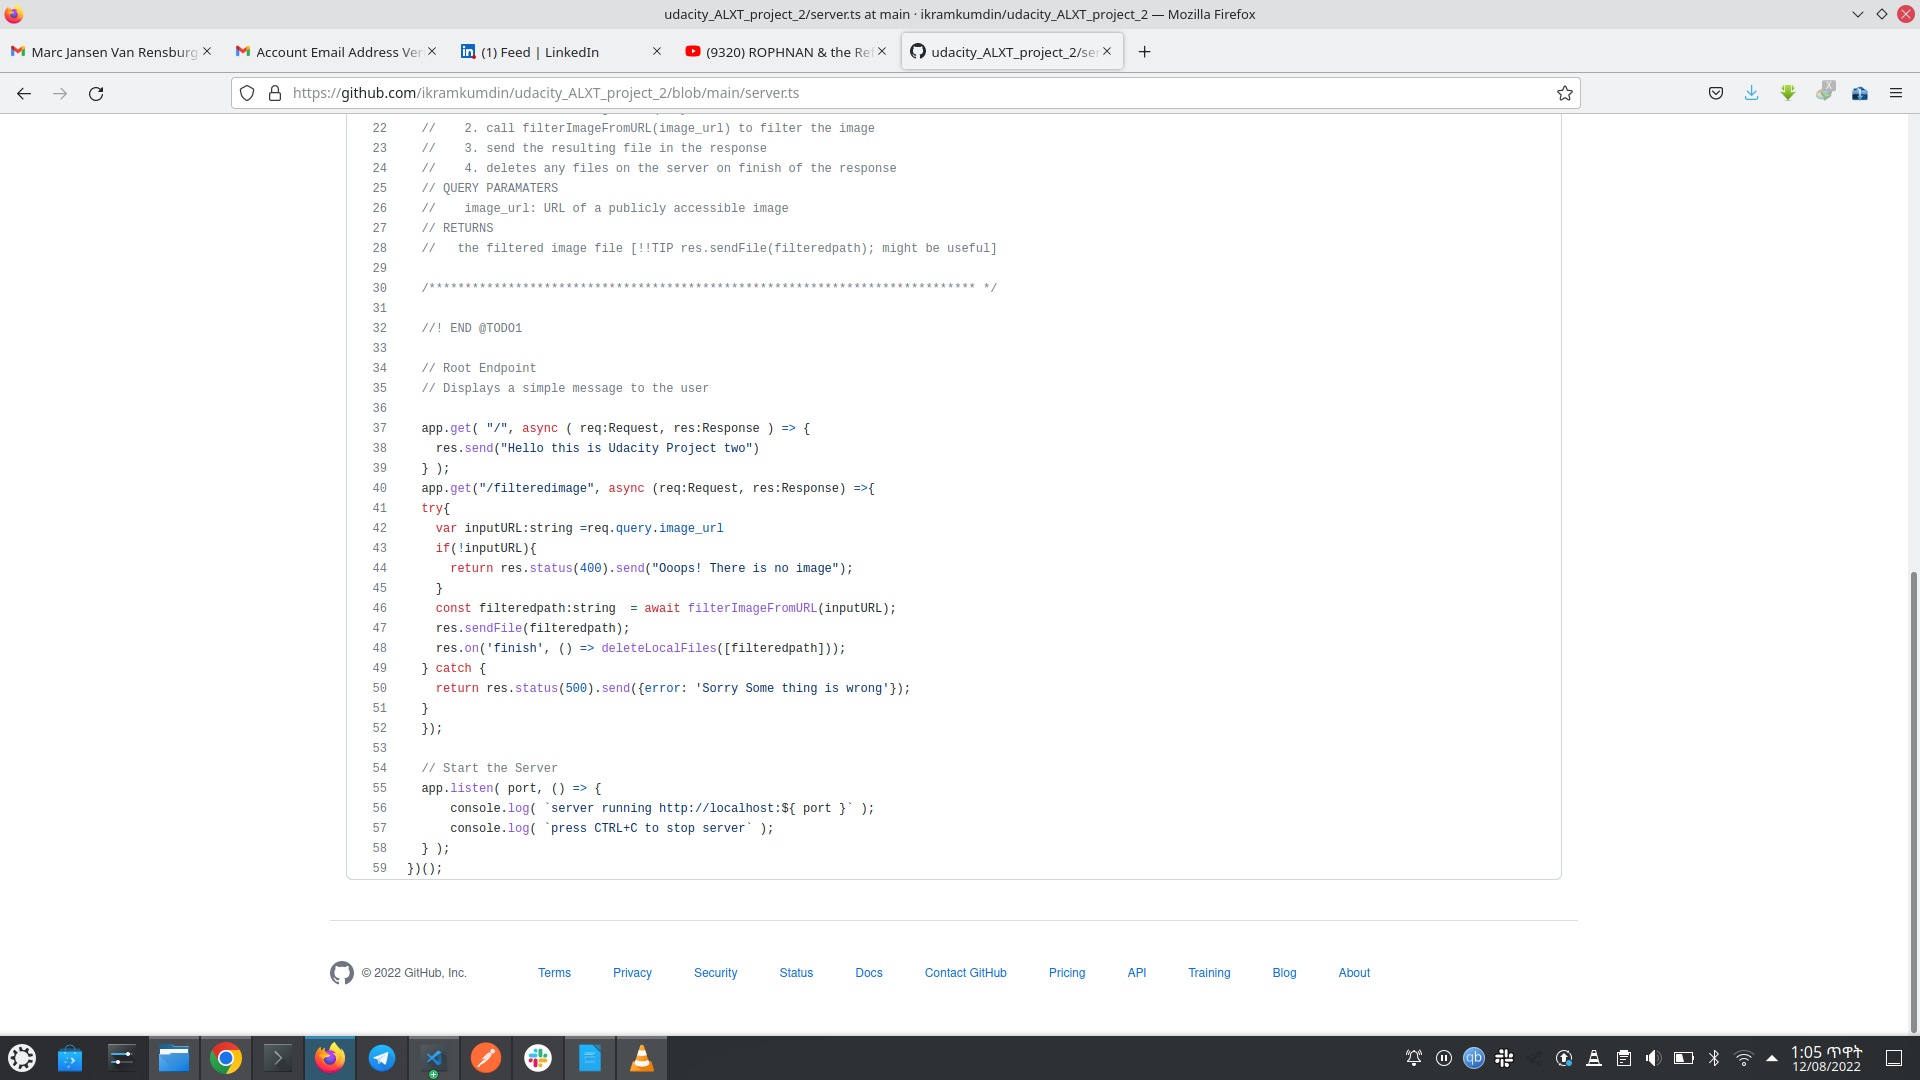 udacity_ALXT_project_2/server.ts at main · ikramkumdin/udacity_ALXT_project_2 — Mozilla Firefox
Marc Jansen Van Rensburg
Account Email Address Ver
(1) Feed | LinkedIn
(9320) ROPHNAN & the Re
udacity_ALXT_project_2/se
https://github.com/ikramkumdin/udacity_ALXT_project_2/blob/main/server.ts
22 //    2. call filterImageFromURL(image_url) to filter the image
23 //    3. send the resulting file in the response
24 //    4. deletes any files on the server on finish of the response
25 // QUERY PARAMATERS
26 //    image_url: URL of a publicly accessible image
27 // RETURNS
28 //   the filtered image file [!!TIP res.sendFile(filteredpath); might be useful]
29
30 /**************************************************************************** */
31
32 //! END @TODO1
33
34 // Root Endpoint
35 // Displays a simple message to the user
36
37 app.get( "/", async ( req:Request, res:Response ) => {
38   res.send("Hello this is Udacity Project two")
39 } );
40 app.get("/filteredimage", async (req:Request, res:Response) =>{
41 try{
42   var inputURL:string =req.query.image_url
43   if(!inputURL){
44     return res.status(400).send("Ooops! There is no image");
45   }
46   const filteredpath:string  = await filterImageFromURL(inputURL);
47   res.sendFile(filteredpath);
48   res.on('finish', () => deleteLocalFiles([filteredpath]));
49 } catch {
50   return res.status(500).send({error: 'Sorry Some thing is wrong'});
51 }
52 });
53
54 // Start the Server
55 app.listen( port, () => {
56     console.log( `server running http://localhost:${ port }` );
57     console.log( `press CTRL+C to stop server` );
58 } );
59 })();
© 2022 GitHub, Inc.
Terms
Privacy
Security
Status
Docs
Contact GitHub
Pricing
API
Training
Blog
About
qb
1:05 ጥዋት
12/08/2022